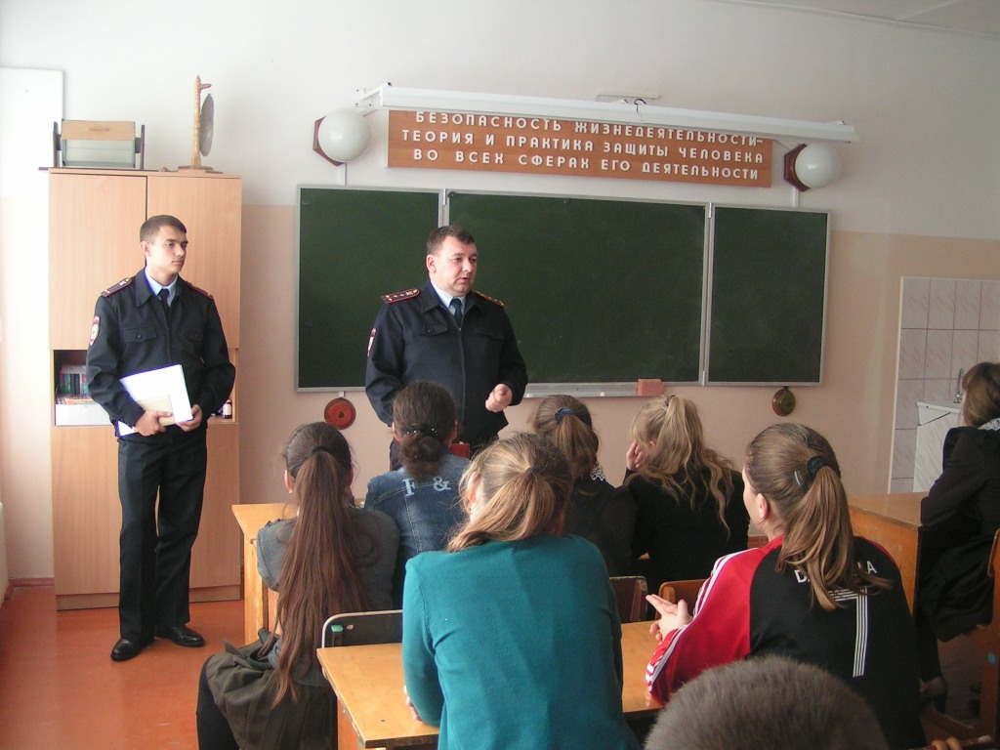 БЕЗОПАСНОСТЬ ЖИЗНЕДЕЯТЕЛЬНОСТИ-
ТЕОРИЯ И ПРАКТИКА ЗАЩИТЫ ЧЕЛОВЕКА
ВО ВСЕХ СФЕРАХ ЕГО ДЕЯТЕЛЬНОСТИ
F &